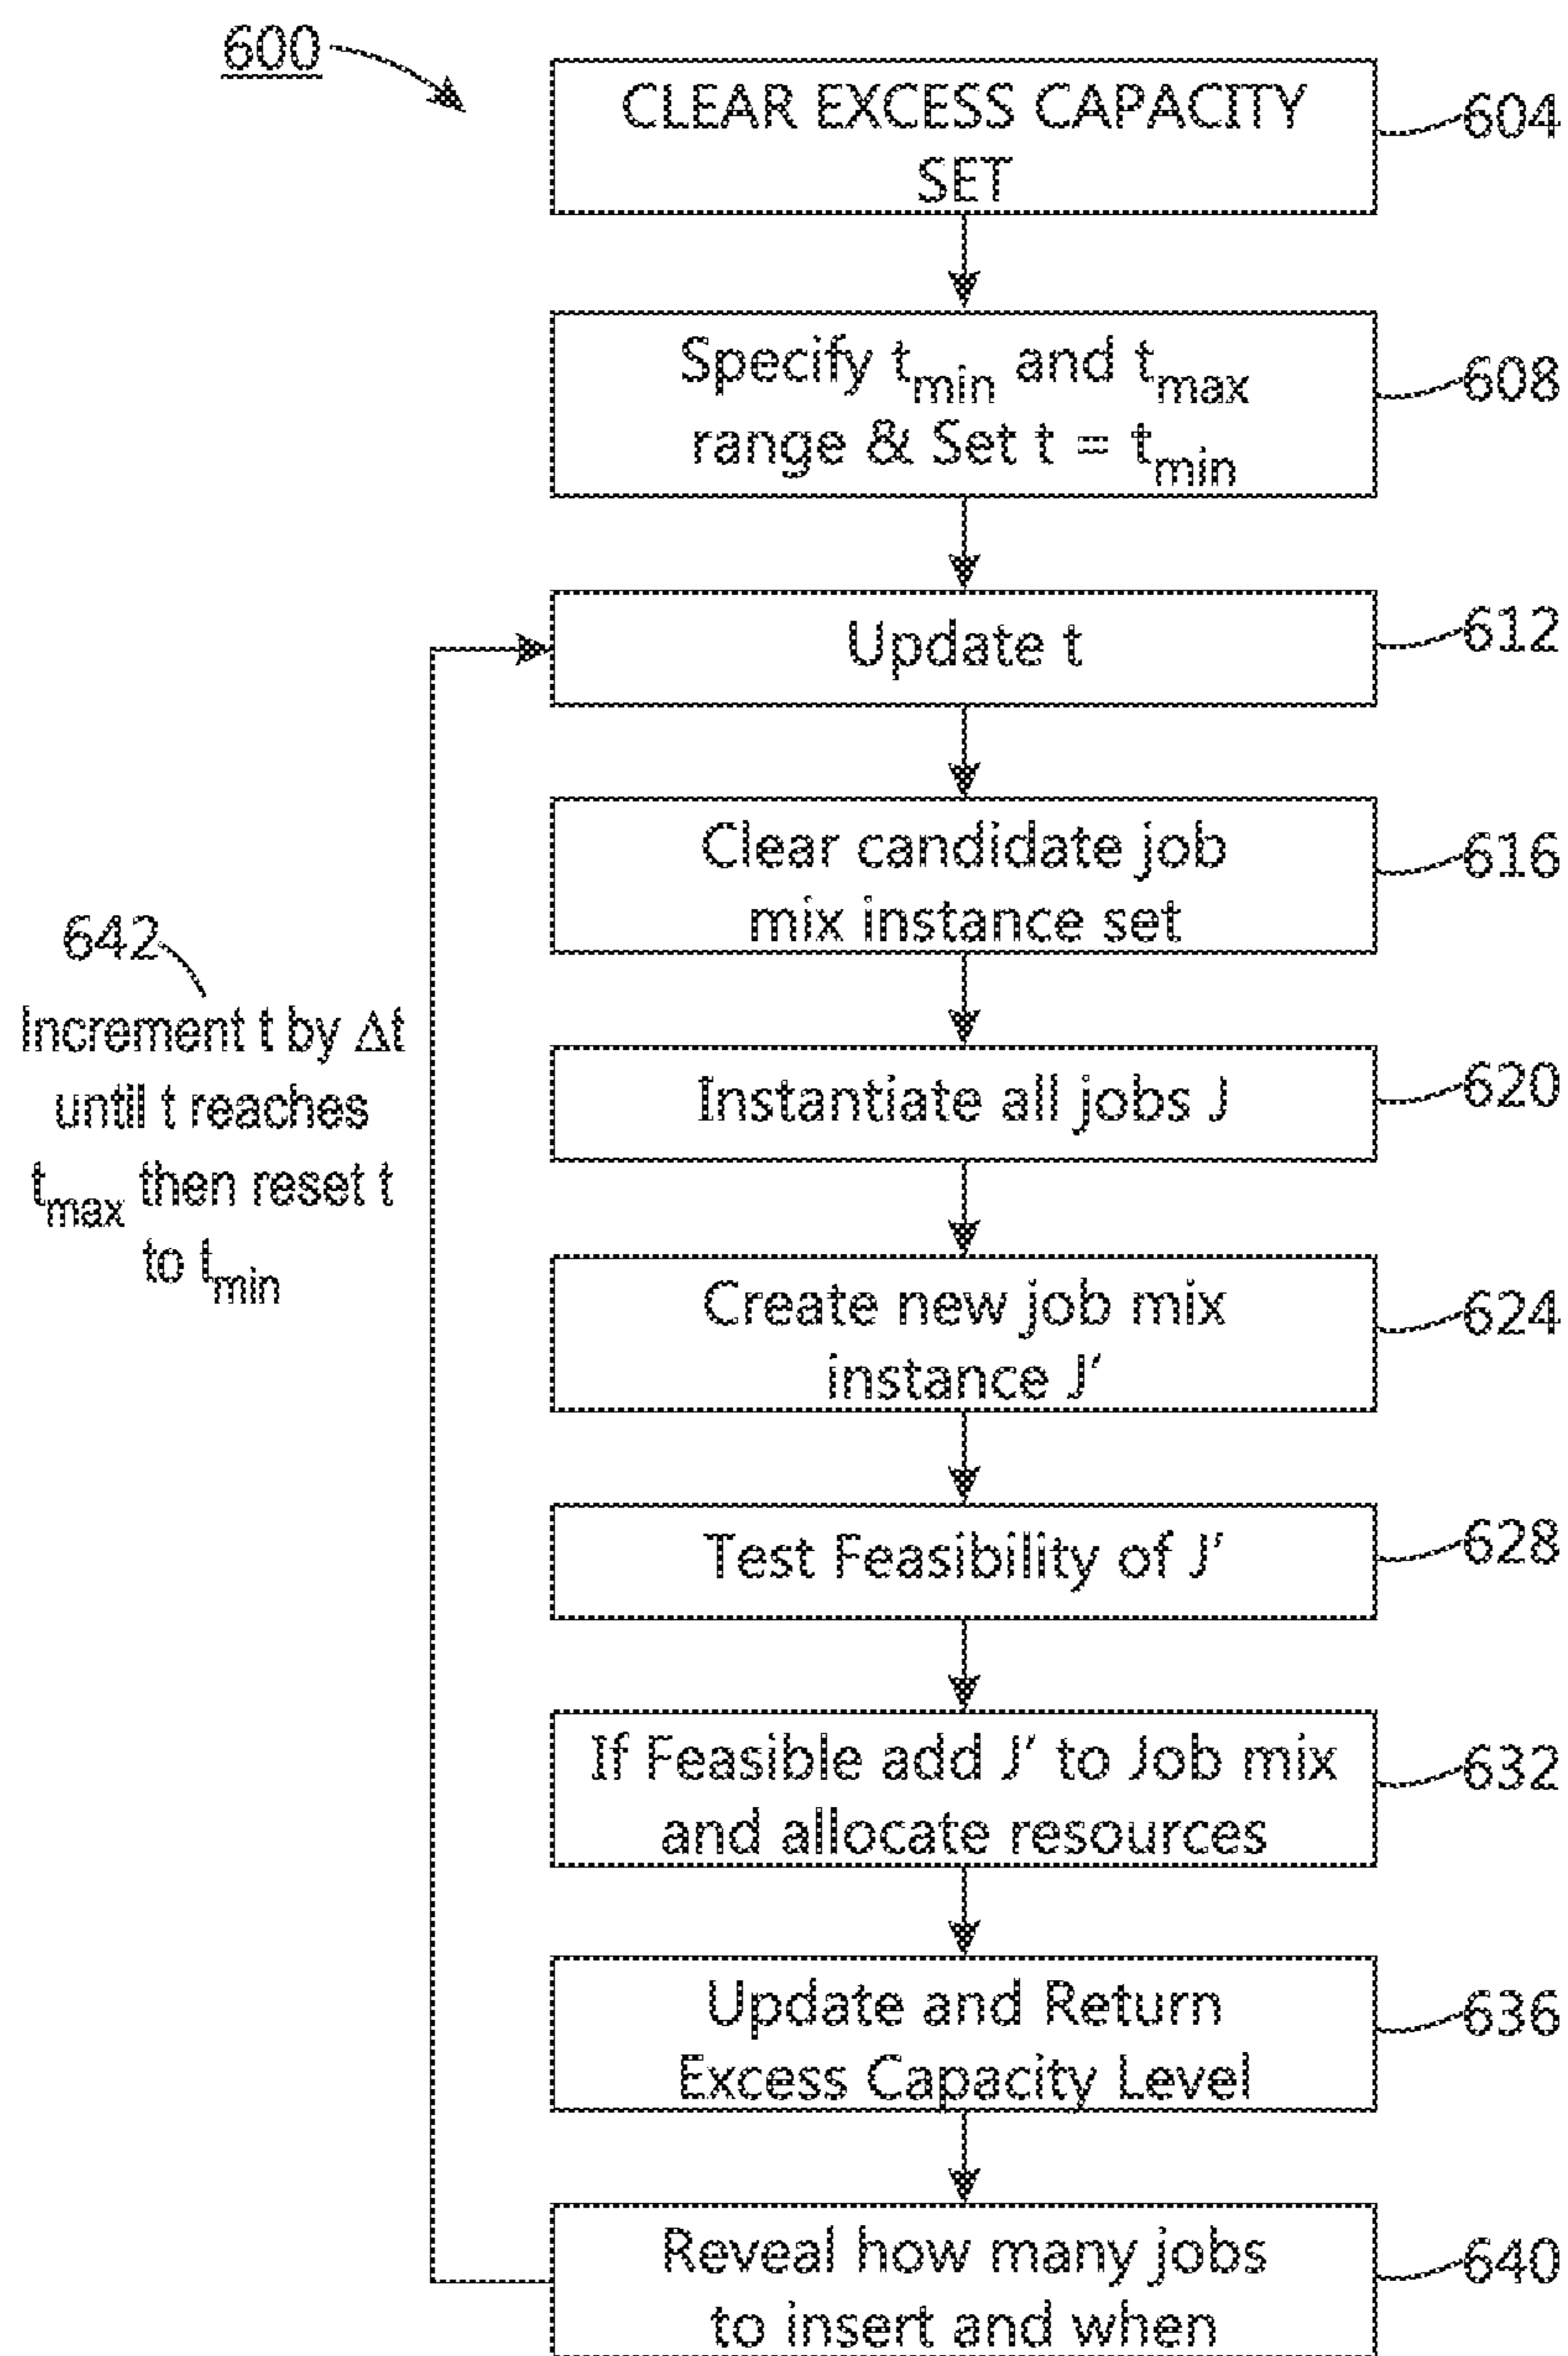 600
CLEAR EXCESS CAPACITY
SET
604
Specify tmin and tmax
range & Set t = tmin
608
Update t
612
Clear candidate job
mix instance set
616
642
Increment t by Δt
until t reaches
tmax then reset t
to tmin
Instantiate all jobs J
620
Create new job mix
instance J'
624
Test Feasibility of J'
628
If Feasible add J' to Job mix
and allocate resources
632
Update and Return
Excess Capacity Level
636
Reveal how many jobs
to insert and when
640